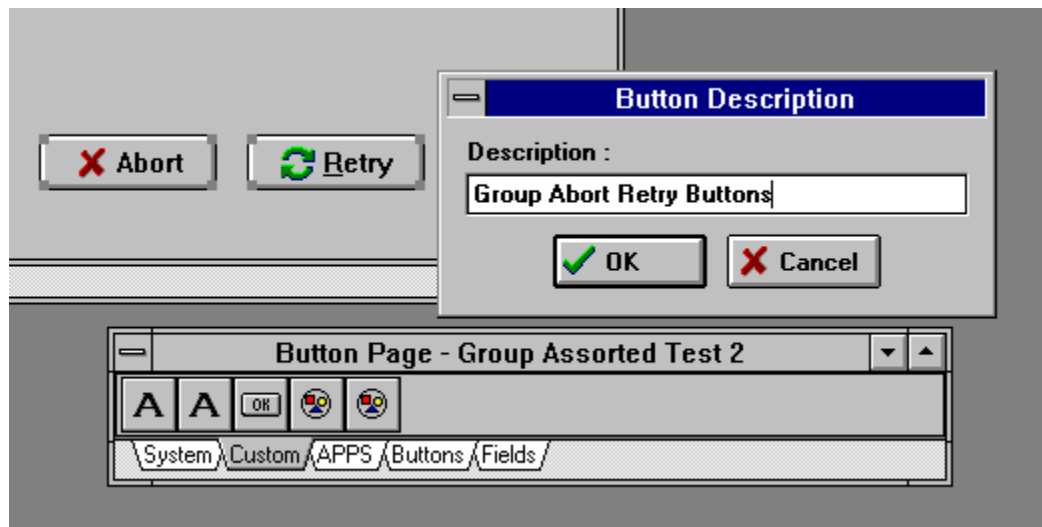 Button Description
Abort
Retry
Description :
Group Abort Retry Buttons
OK
Cancel
Button Page - Group Assorted Test 2
A A OK
System Custom APPS Buttons Fields